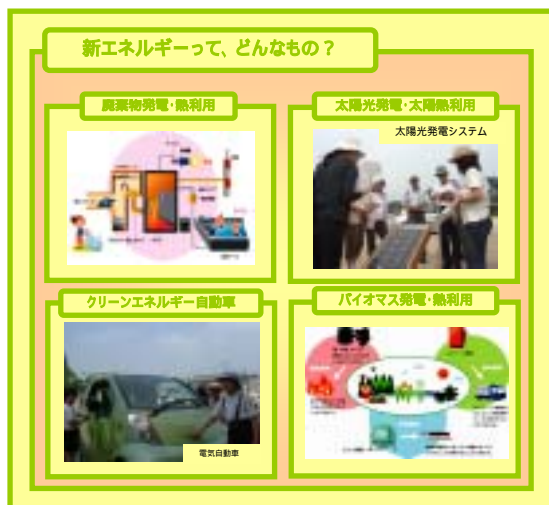 新エネルギーって、どんなもの？
廃棄物発電・熱利用
太陽光発電・太陽熱利用
太陽光発電システム
クリーンエネルギー自動車
電気自動車
バイオマス発電・熱利用